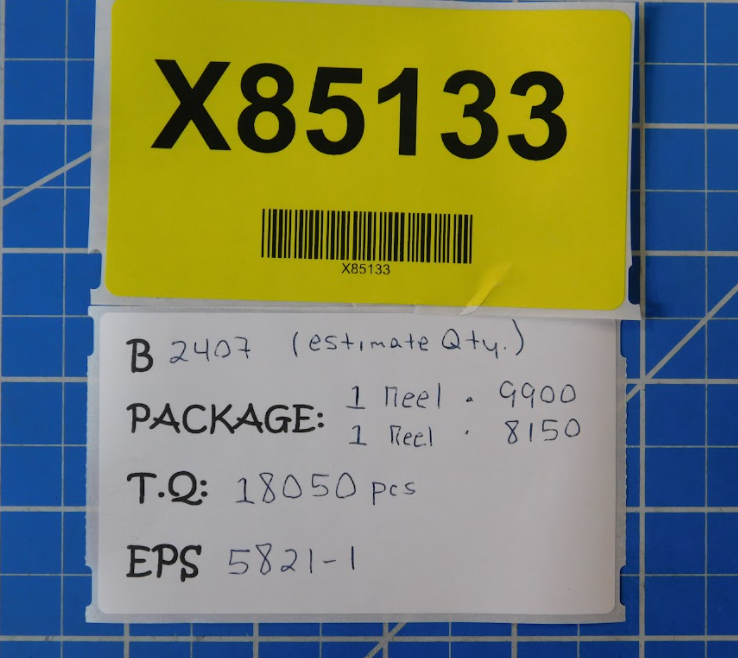 X85133
X85133
B 2407 (estimate Qty.)
PACKAGE: 1 Reel . 9900
1 Reel . 8150
T.Q: 18050 pcs
EPS 5821-1